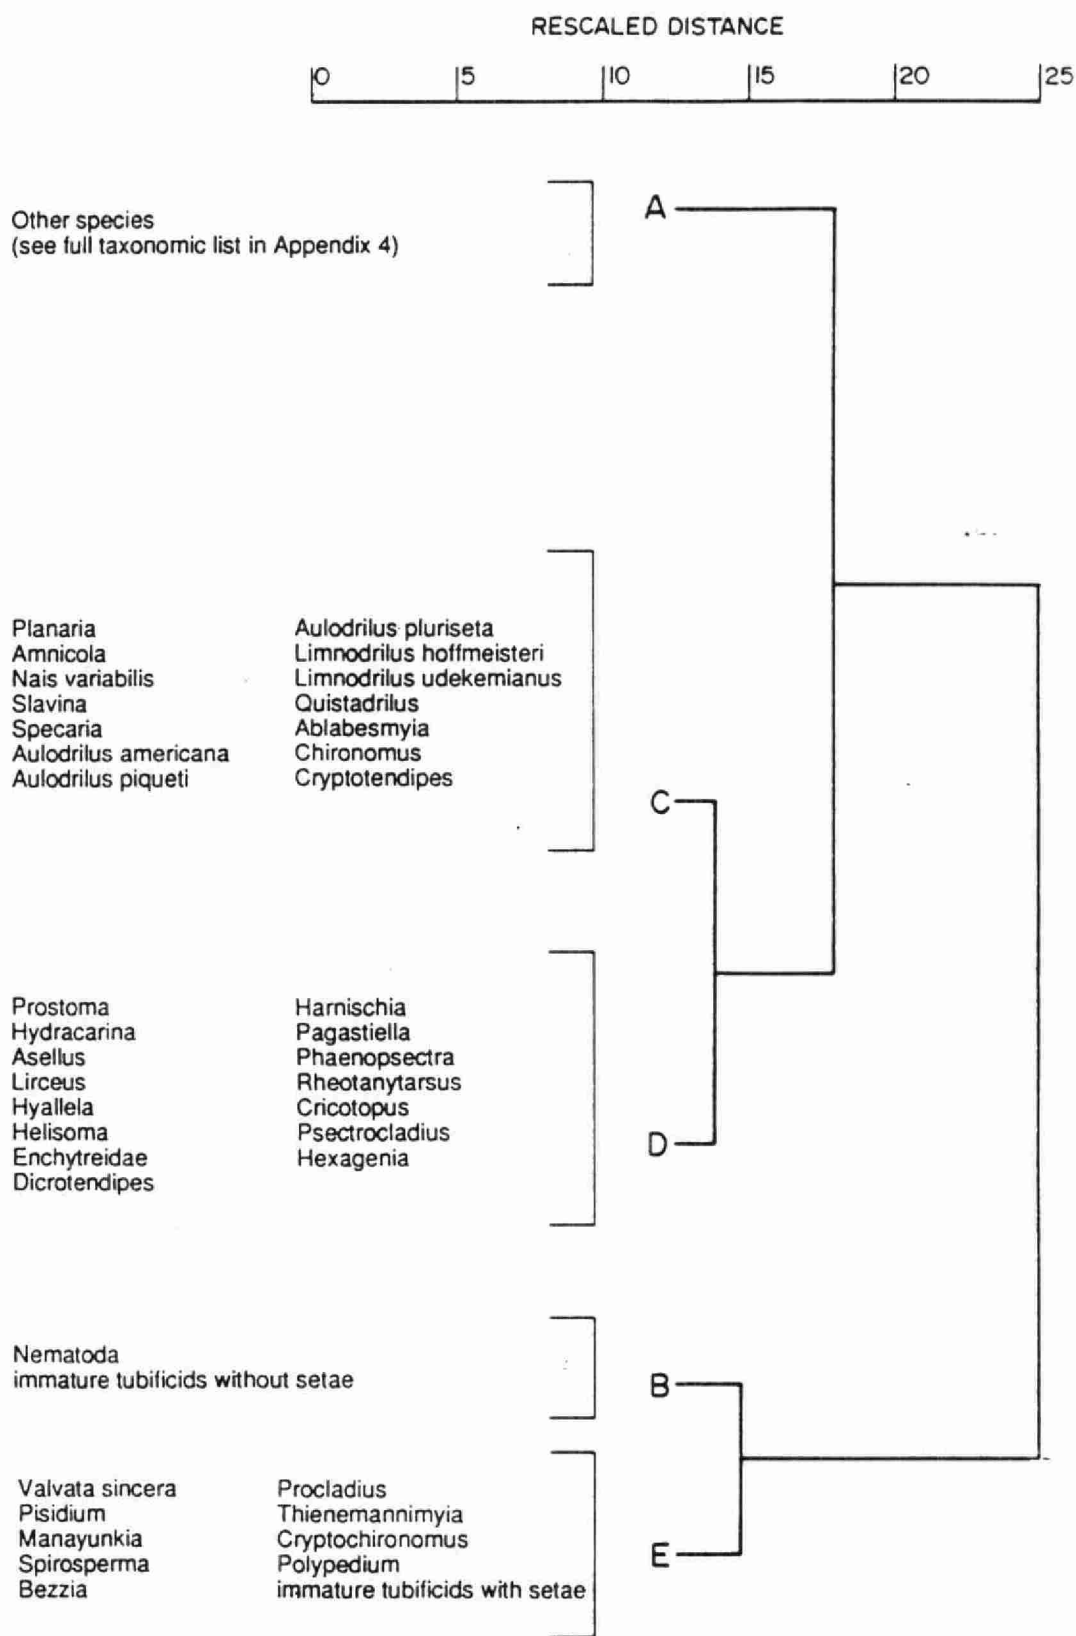 RESCALED DISTANCE
0 5 10 15 20 25
A
Other species
(see full taxonomic list in Appendix 4)
Planaria Aulodrilus pluriseta
Amnicola Limnodrilus hoffmeisteri
Nais variabilis Limnodrilus udekemianus
Slavina Quistadrilus
Specaria Ablabesmyia
Aulodrilus americana Chironomus
Aulodrilus piqueti Cryptotendipes
C
Prostoma Harnischia
Hydracarina Pagastiella
Asellus Phaenopsectra
Lirceus Rheotanytarsus
Hyallela Cricotopus
Helisoma Psectrocladius
Enchytreidae Hexagenia
Dicrotendipes
D
Nematoda
immature tubificids without setae
B
Valvata sincera Procladius
Pisidium Thienemannimyia
Manayunkia Cryptochironomus
Spirosperma Polypedium
Bezzia immature tubificids with setae
E